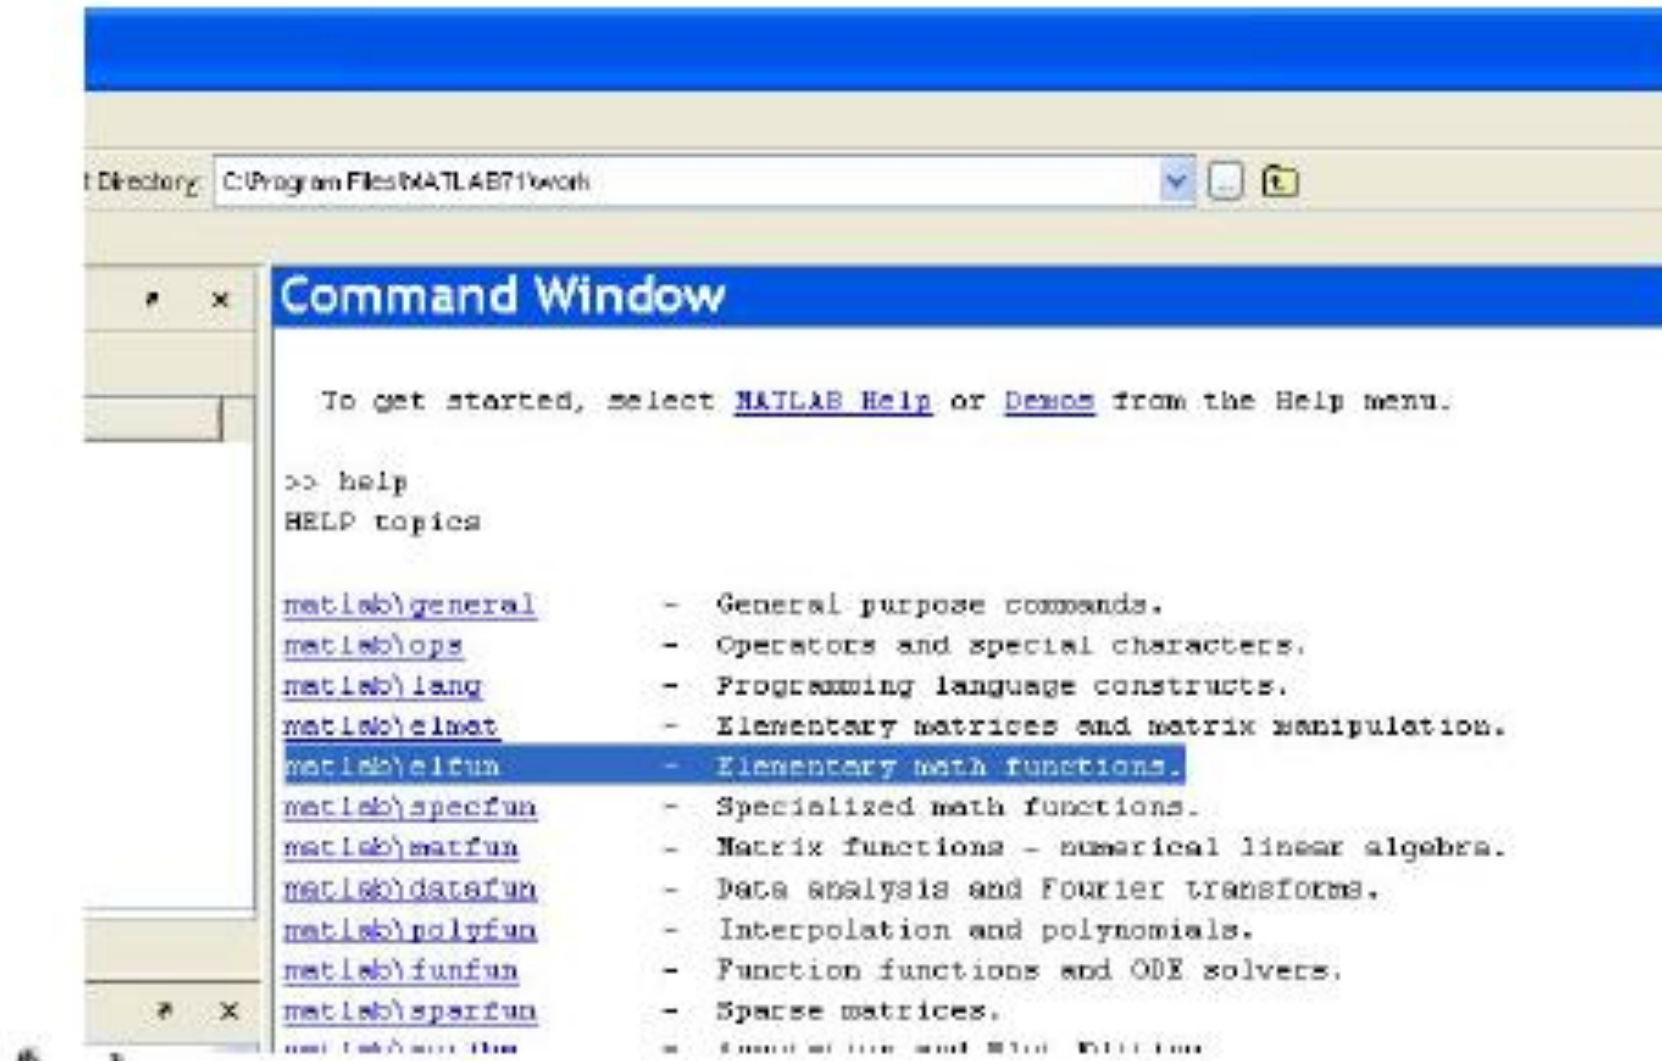 t Directory: C:\Program Files\MATLAB71\work
Command Window
To get started, select MATLAB Help or Demos from the Help menu.
>> help
HELP topics
matlab\general - General purpose commands.
matlab\ops - Operators and special characters.
matlab\lang - Programming language constructs.
matlab\elmat - Elementary matrices and matrix manipulation.
matlab\elfun - Elementary math functions.
matlab\specfun - Specialized math functions.
matlab\matfun - Matrix functions - numerical linear algebra.
matlab\datafun - Data analysis and Fourier transforms.
matlab\polyfun - Interpolation and polynomials.
matlab\funfun - Function functions and ODE solvers.
matlab\sparfun - Sparse matrices.